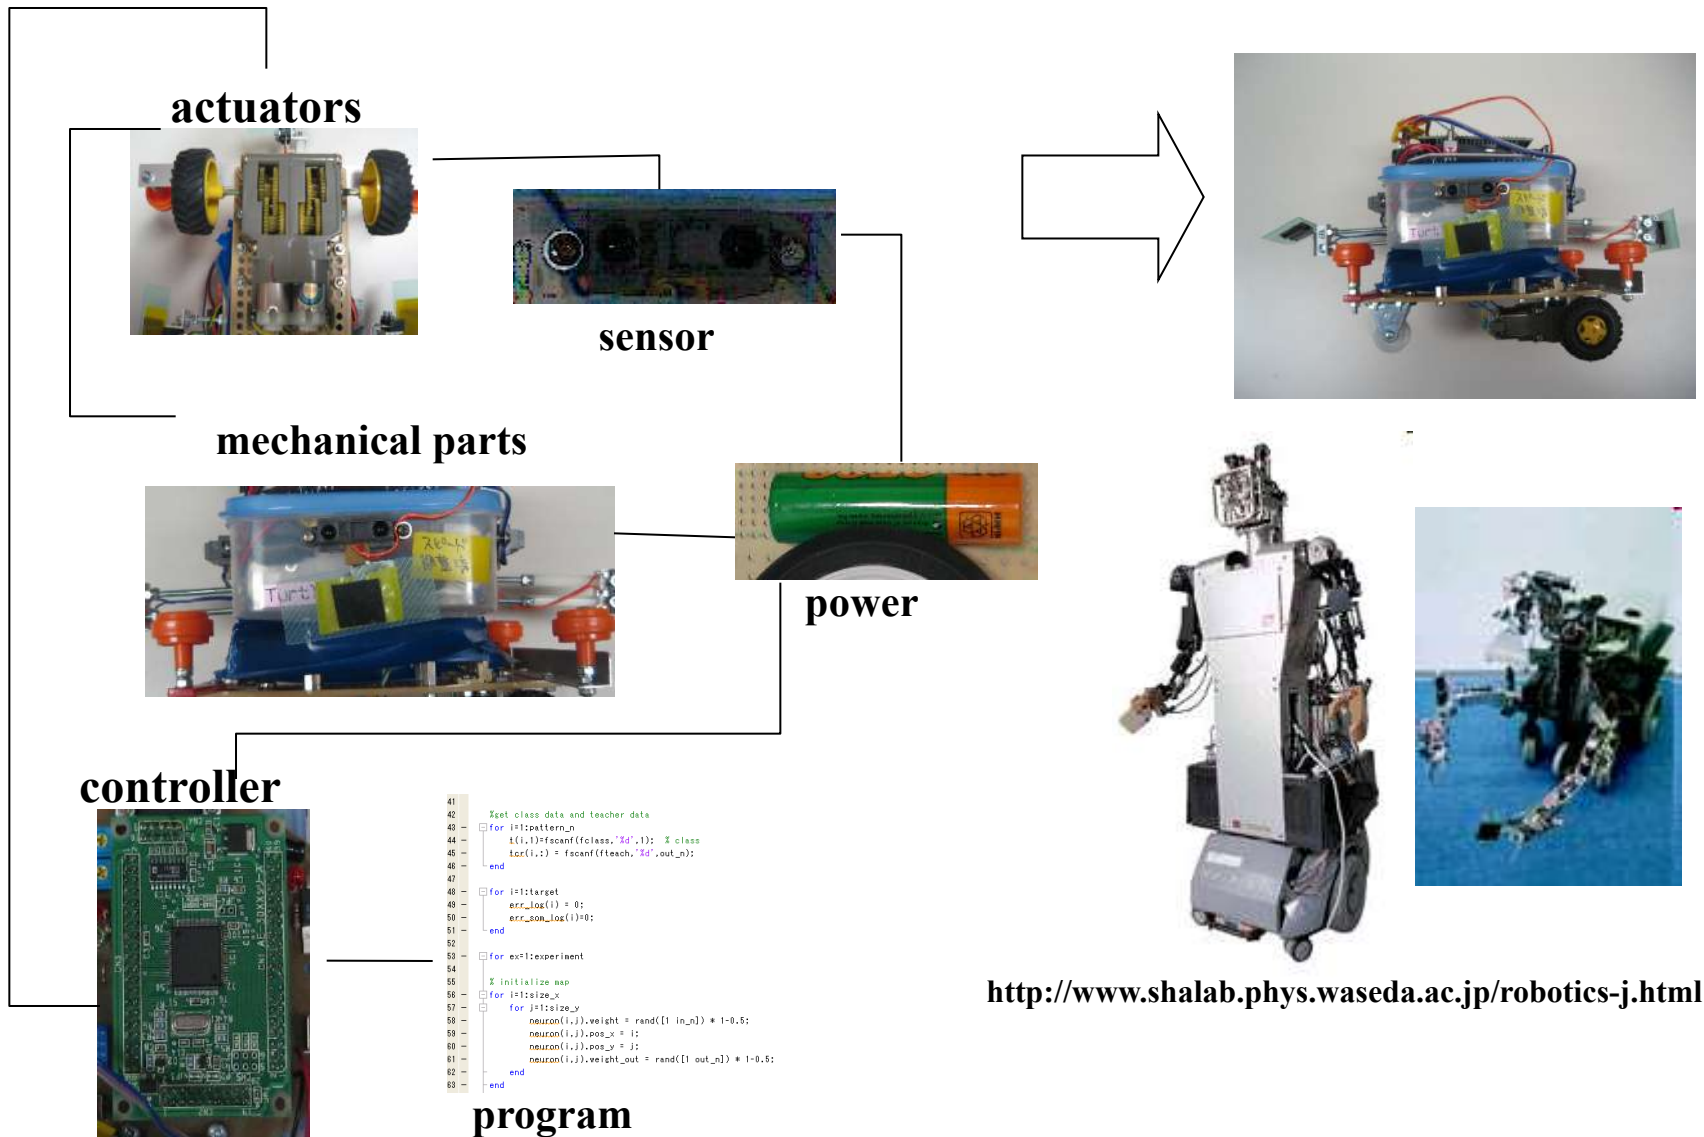 actuators
sensor
mechanical parts
Turtl
スピード
power
controller
41
42 %get class data and teacher data
43 - for i=1:pattern_n
44 - t(i,1)=fscanf(fclass,'%d',1); % class
45 - tcr(i,:) = fscanf(fteach,'%d',out_n);
46 - end
47
48 - for i=1:target
49 - err_log(i) = 0;
50 - err_som_log(i)=0;
51 - end
52
53 - for ex=1:experiment
54
55 % initialize map
56 - for i=1:size_x
57 - for j=1:size_y
58 - neuron(i,j).weight = rand([1 in_n]) * 1-0.5;
59 - neuron(i,j).pos_x = i;
60 - neuron(i,j).pos_y = j;
61 - neuron(i,j).weight_out = rand([1 out_n]) * 1-0.5;
62 - end
63 - end
program
http://www.shalab.phys.waseda.ac.jp/robotics-j.html